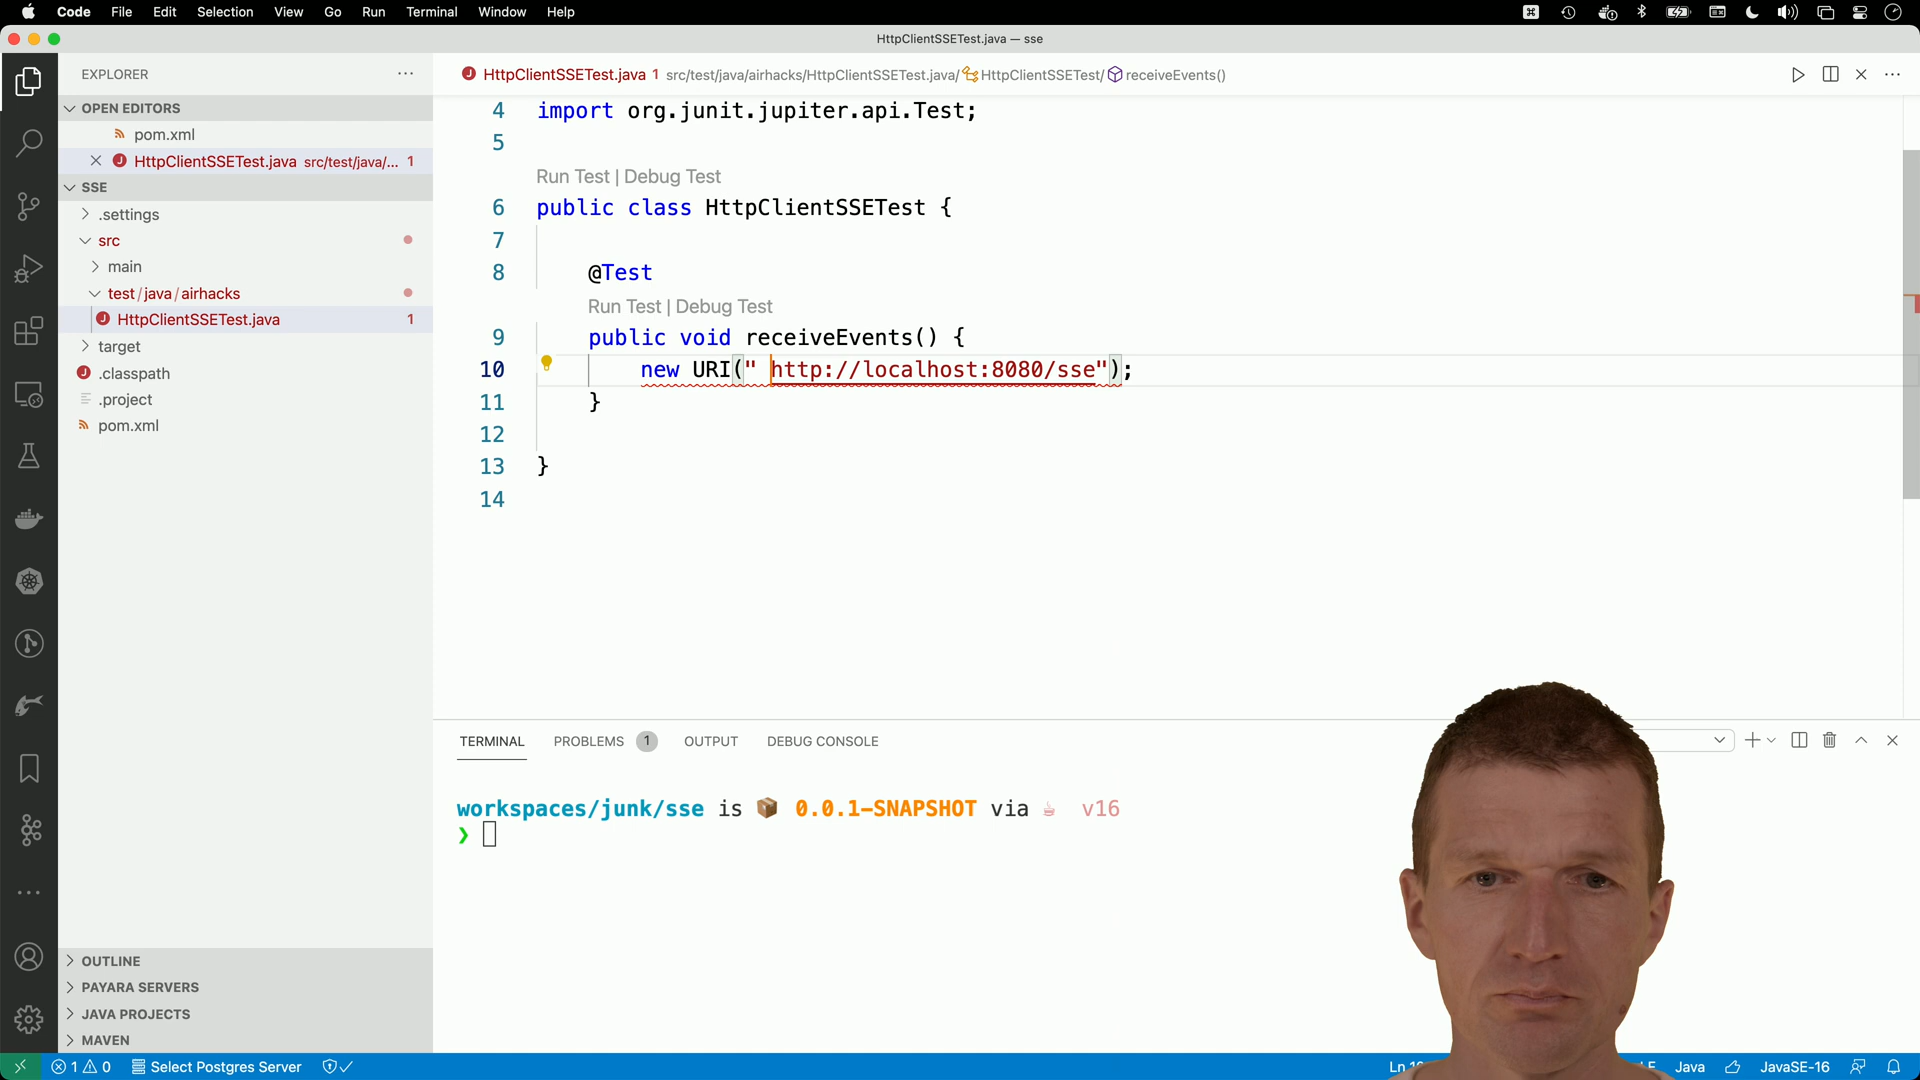 Code File Edit Selection View Go Run Terminal Window Help
HttpClientSSETest.java — sse
EXPLORER
HttpClientSSETest.java 1 src/test/java/airhacks/HttpClientSSETest.java/ HttpClientSSETest/ receiveEvents()
OPEN EDITORS
pom.xml
HttpClientSSETest.java src/test/java/... 1
SSE
.settings
src
main
test/java/airhacks
HttpClientSSETest.java 1
target
.classpath
.project
pom.xml
4 import org.junit.jupiter.api.Test;
5
Run Test | Debug Test
6 public class HttpClientSSETest {
7
8 @Test
Run Test | Debug Test
9 public void receiveEvents() {
10 new URI(" http://localhost:8080/sse");
11 }
12
13 }
14
TERMINAL PROBLEMS 1 OUTPUT DEBUG CONSOLE
workspaces/junk/sse is 📦 0.0.1-SNAPSHOT via ☕ v16
❯
OUTLINE
PAYARA SERVERS
JAVA PROJECTS
MAVEN
1 0 Select Postgres Server Java JavaSE-16